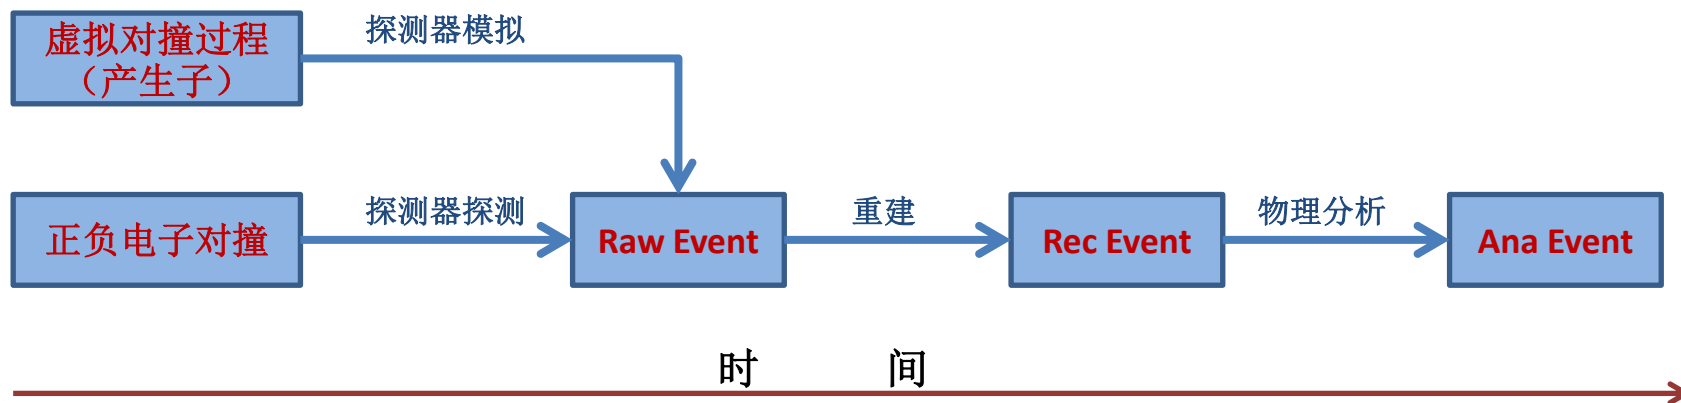 虚拟对撞过程
（产生子）
探测器模拟
正负电子对撞
探测器探测
Raw Event
重建
Rec Event
物理分析
Ana Event
时 间